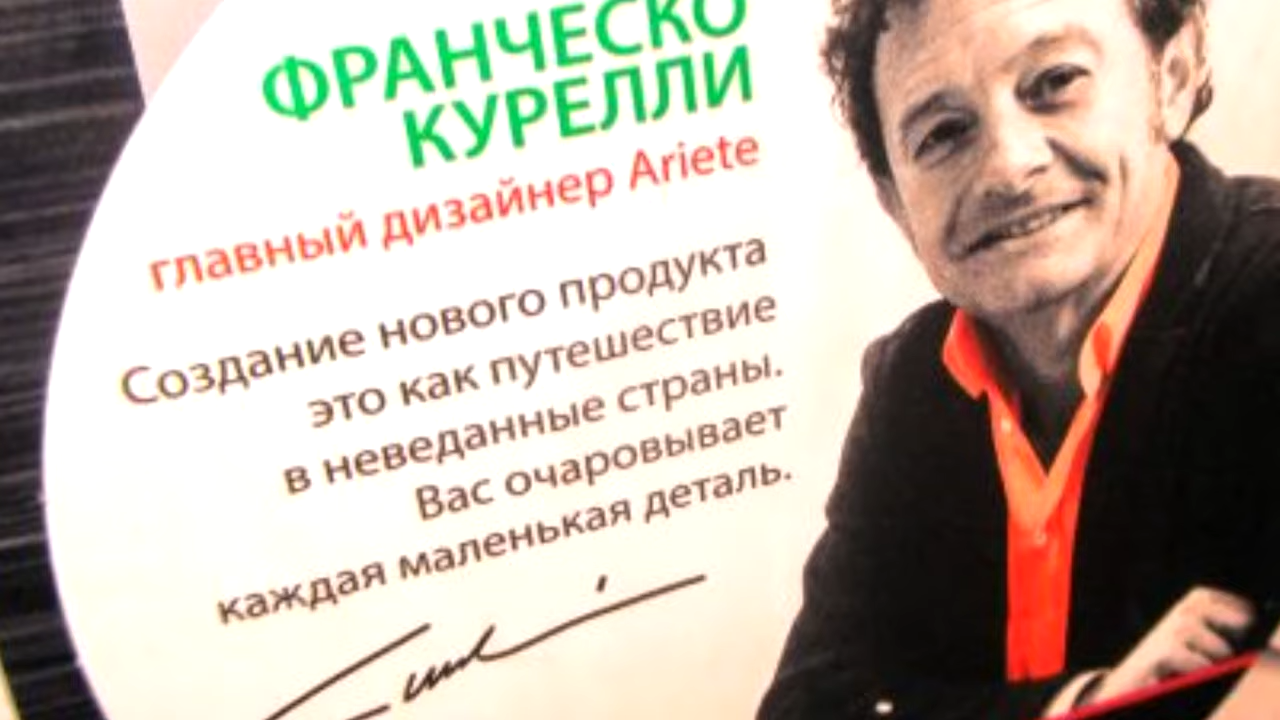 ФРАНЧЕСКО
КУРЕЛЛИ
главный дизайнер Ariete
Создание нового продукта
это как путешествие
в неведанные страны.
Вас очаровывает
каждая маленькая деталь.